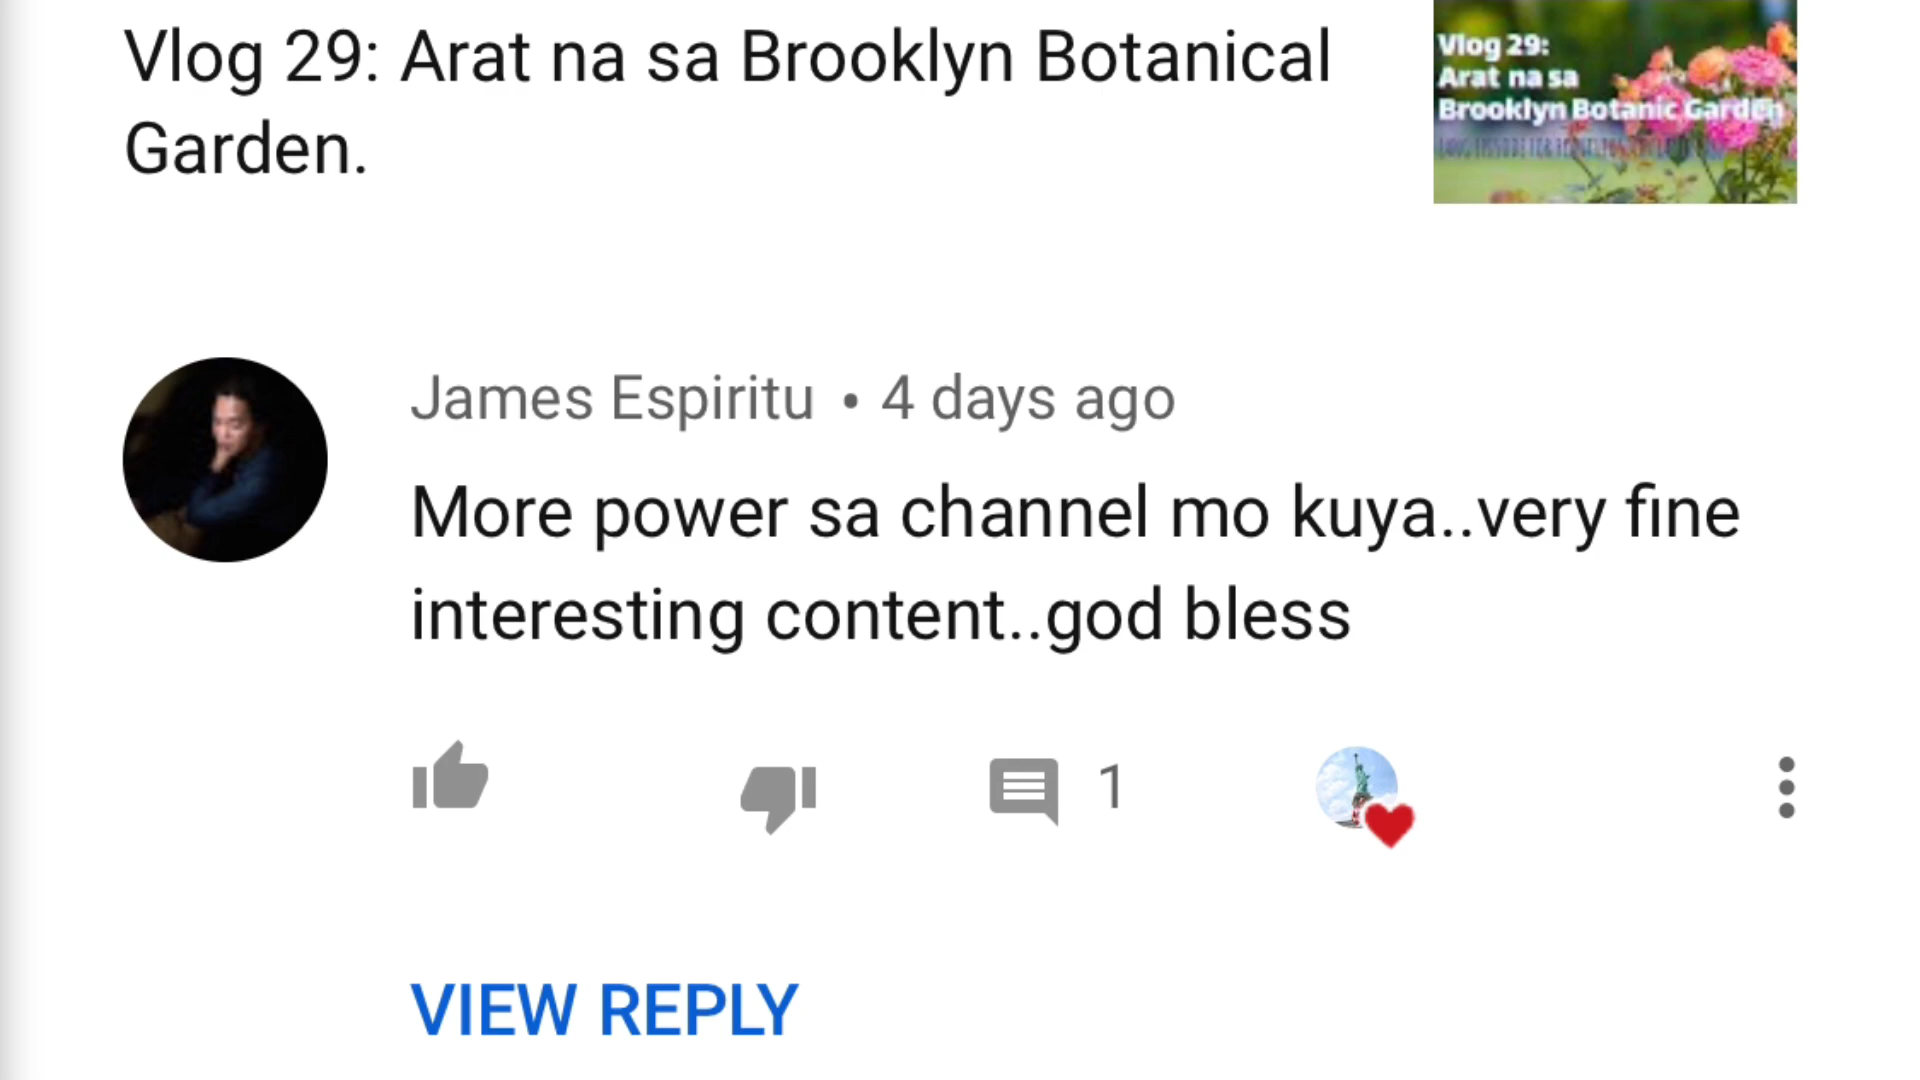 Vlog 29: Arat na sa Brooklyn Botanical
Garden.
Vlog 29:
Arat na sa
Brooklyn Botanic Garden
James Espiritu • 4 days ago
More power sa channel mo kuya..very fine
interesting content..god bless
1
VIEW REPLY